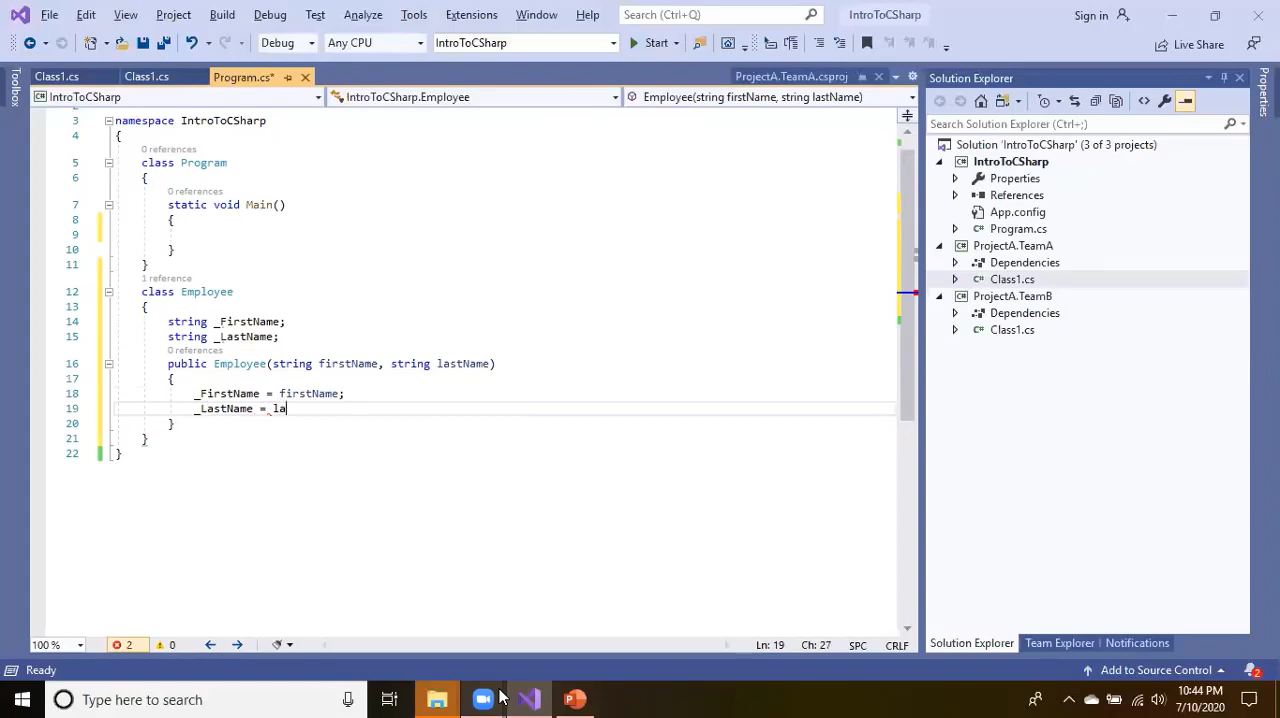 File Edit View Project Build Debug Test Analyze Tools Extensions Window Help Search (Ctrl+Q) IntroToCSharp Sign in
Debug Any CPU IntroToCSharp Start Live Share
Toolbox
Class1.cs Class1.cs Program.cs* ProjectA.TeamA.csproj
IntroToCSharp IntroToCSharp.Employee Employee(string firstName, string lastName)
3 namespace IntroToCSharp
4 {
0 references
5 class Program
6 {
0 references
7 static void Main()
8 {
9
10 }
11 }
1 reference
12 class Employee
13 {
14 string _FirstName;
15 string _LastName;
0 references
16 public Employee(string firstName, string lastName)
17 {
18 _FirstName = firstName;
19 _LastName = la
20 }
21 }
22 }
100 % 2 0 Ln: 19 Ch: 27 SPC CRLF
Solution Explorer
Search Solution Explorer (Ctrl+;)
Solution 'IntroToCSharp' (3 of 3 projects)
IntroToCSharp
Properties
References
App.config
C# Program.cs
ProjectA.TeamA
Dependencies
C# Class1.cs
ProjectA.TeamB
Dependencies
C# Class1.cs
Solution Explorer Team Explorer Notifications
Properties
Ready Add to Source Control 2
Type here to search
10:44 PM
7/10/2020